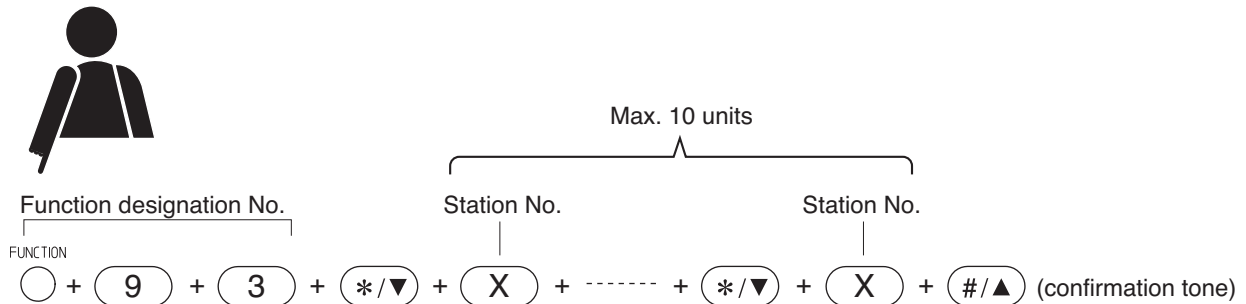 Max. 10 units
Function designation No. Station No. Station No.
FUNCTION
+ 9 + 3 + */▼ + X + ------- + */▼ + X + #/▲ (confirmation tone)